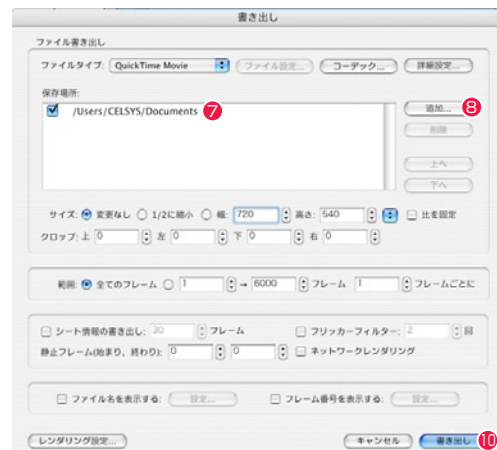 書き出し
ファイル書き出し
ファイルタイプ: QuickTime Movie ファイル設定... コーデック... 詳細設定...
保存場所:
/Users/CELSYS/Documents 7 追加... 8
削除
上へ
下へ
サイズ: 変更なし 1/2に縮小 幅: 720 高さ: 540 比を固定
クロップ: 上 0 左 0 下 0 右 0
範囲: 全てのフレーム 1 → 6000 フレーム 1 フレームごとに
シート情報の書き出し: 30 フレーム フリッカーフィルター: 2 回
静止フレーム(始まり、終わり): 0 0 ネットワークレンダリング
ファイル名を表示する: 設定... フレーム番号を表示する: 設定...
レンダリング設定... キャンセル 書き出し 10